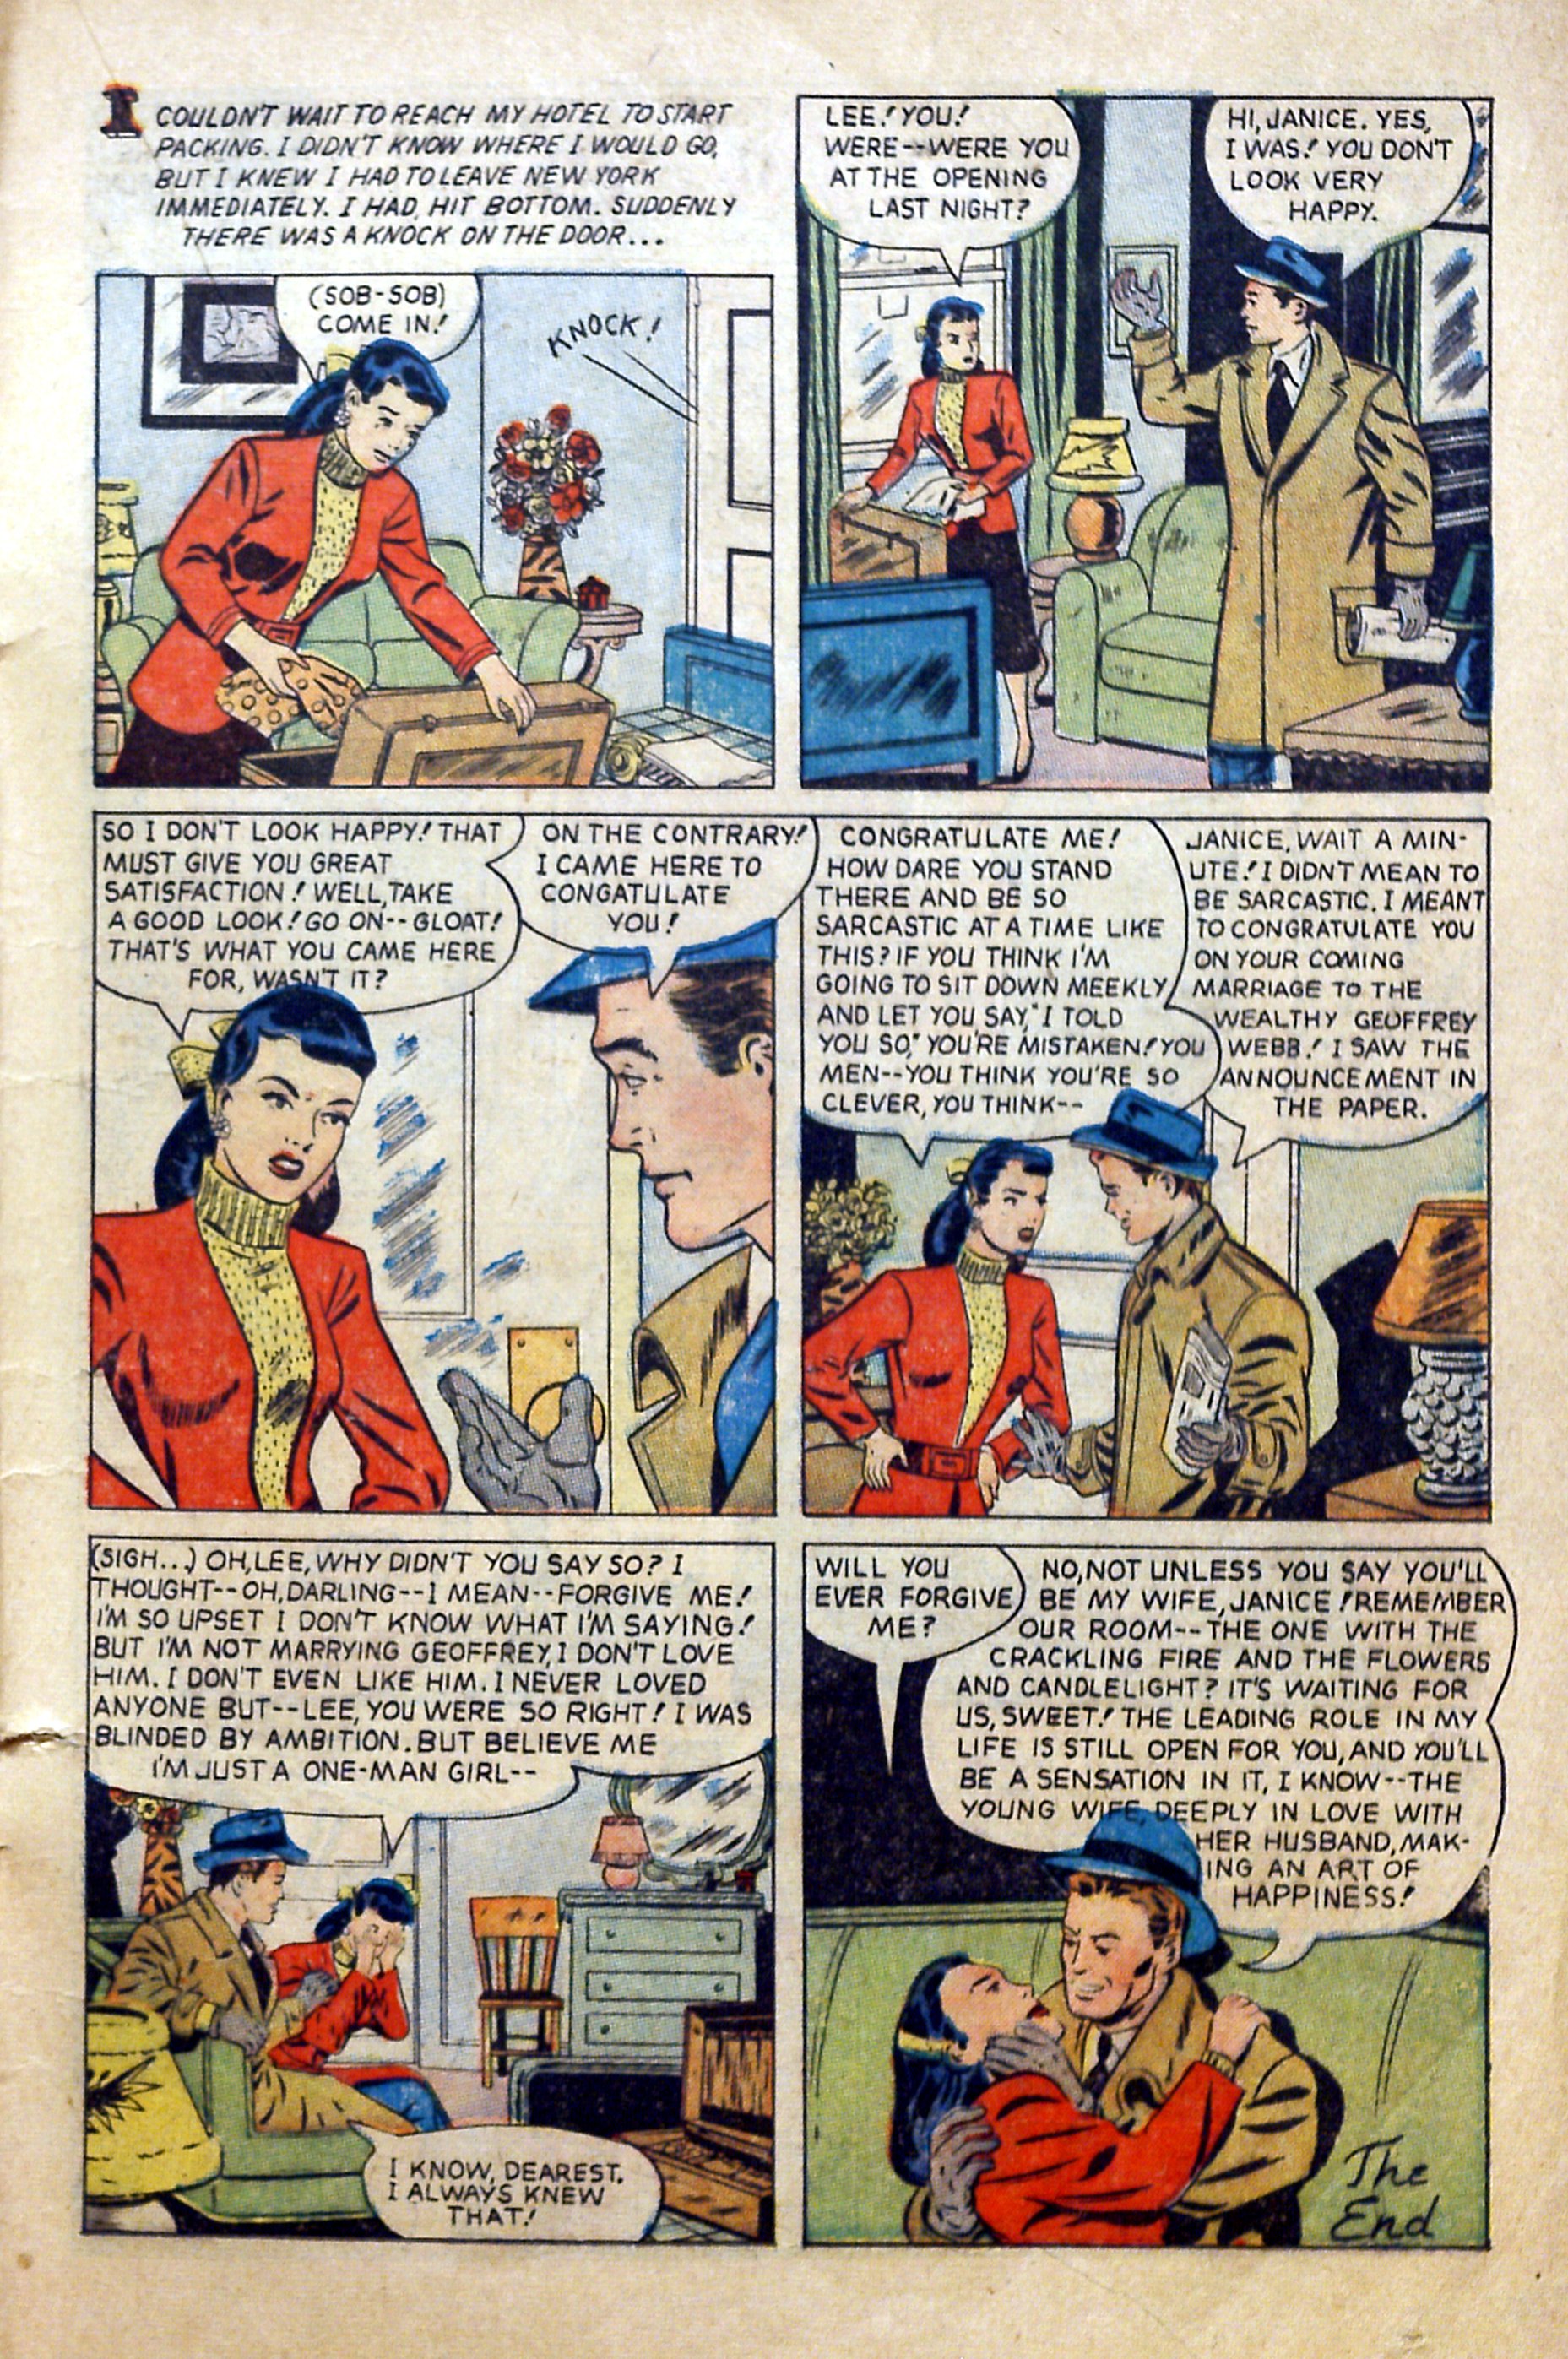 I COULDN'T WAIT TO REACH MY HOTEL TO START
PACKING. I DIDN'T KNOW WHERE I WOULD GO,
BUT I KNEW I HAD TO LEAVE NEW YORK
IMMEDIATELY. I HAD HIT BOTTOM. SUDDENLY
THERE WAS A KNOCK ON THE DOOR...
(SOB-SOB)
COME IN!
KNOCK!
LEE! YOU!
WERE--WERE YOU
AT THE OPENING
LAST NIGHT?
HI, JANICE. YES,
I WAS! YOU DON'T
LOOK VERY
HAPPY.
SO I DON'T LOOK HAPPY! THAT
MUST GIVE YOU GREAT
SATISFACTION! WELL, TAKE
A GOOD LOOK! GO ON--GLOAT!
THAT'S WHAT YOU CAME HERE
FOR, WASN'T IT?
ON THE CONTRARY!
I CAME HERE TO
CONGATULATE
YOU!
CONGRATULATE ME!
HOW DARE YOU STAND
THERE AND BE SO
SARCASTIC AT A TIME LIKE
THIS? IF YOU THINK I'M
GOING TO SIT DOWN MEEKLY
AND LET YOU SAY, "I TOLD
YOU SO," YOU'RE MISTAKEN! YOU
MEN--YOU THINK YOU'RE SO
CLEVER, YOU THINK--
JANICE, WAIT A MIN-
UTE! I DIDN'T MEAN TO
BE SARCASTIC. I MEANT
TO CONGRATULATE YOU
ON YOUR COMING
MARRIAGE TO THE
WEALTHY GEOFFREY
WEBB! I SAW THE
ANNOUNCEMENT IN
THE PAPER.
(SIGH...) OH, LEE, WHY DIDN'T YOU SAY SO? I
THOUGHT--OH, DARLING--I MEAN--FORGIVE ME!
I'M SO UPSET I DON'T KNOW WHAT I'M SAYING!
BUT I'M NOT MARRYING GEOFFREY, I DON'T LOVE
HIM. I DON'T EVEN LIKE HIM. I NEVER LOVED
ANYONE BUT--LEE, YOU WERE SO RIGHT! I WAS
BLINDED BY AMBITION. BUT BELIEVE ME
I'M JUST A ONE-MAN GIRL--
I KNOW, DEAREST.
I ALWAYS KNEW
THAT!
WILL YOU
EVER FORGIVE
ME?
NO, NOT UNLESS YOU SAY YOU'LL
BE MY WIFE, JANICE! REMEMBER
OUR ROOM--THE ONE WITH THE
CRACKLING FIRE AND THE FLOWERS
AND CANDLELIGHT? IT'S WAITING FOR
US, SWEET! THE LEADING ROLE IN MY
LIFE IS STILL OPEN FOR YOU, AND YOU'LL
BE A SENSATION IN IT, I KNOW--THE
YOUNG WIFE, DEEPLY IN LOVE WITH
HER HUSBAND, MAK-
ING AN ART OF
HAPPINESS!
The
End